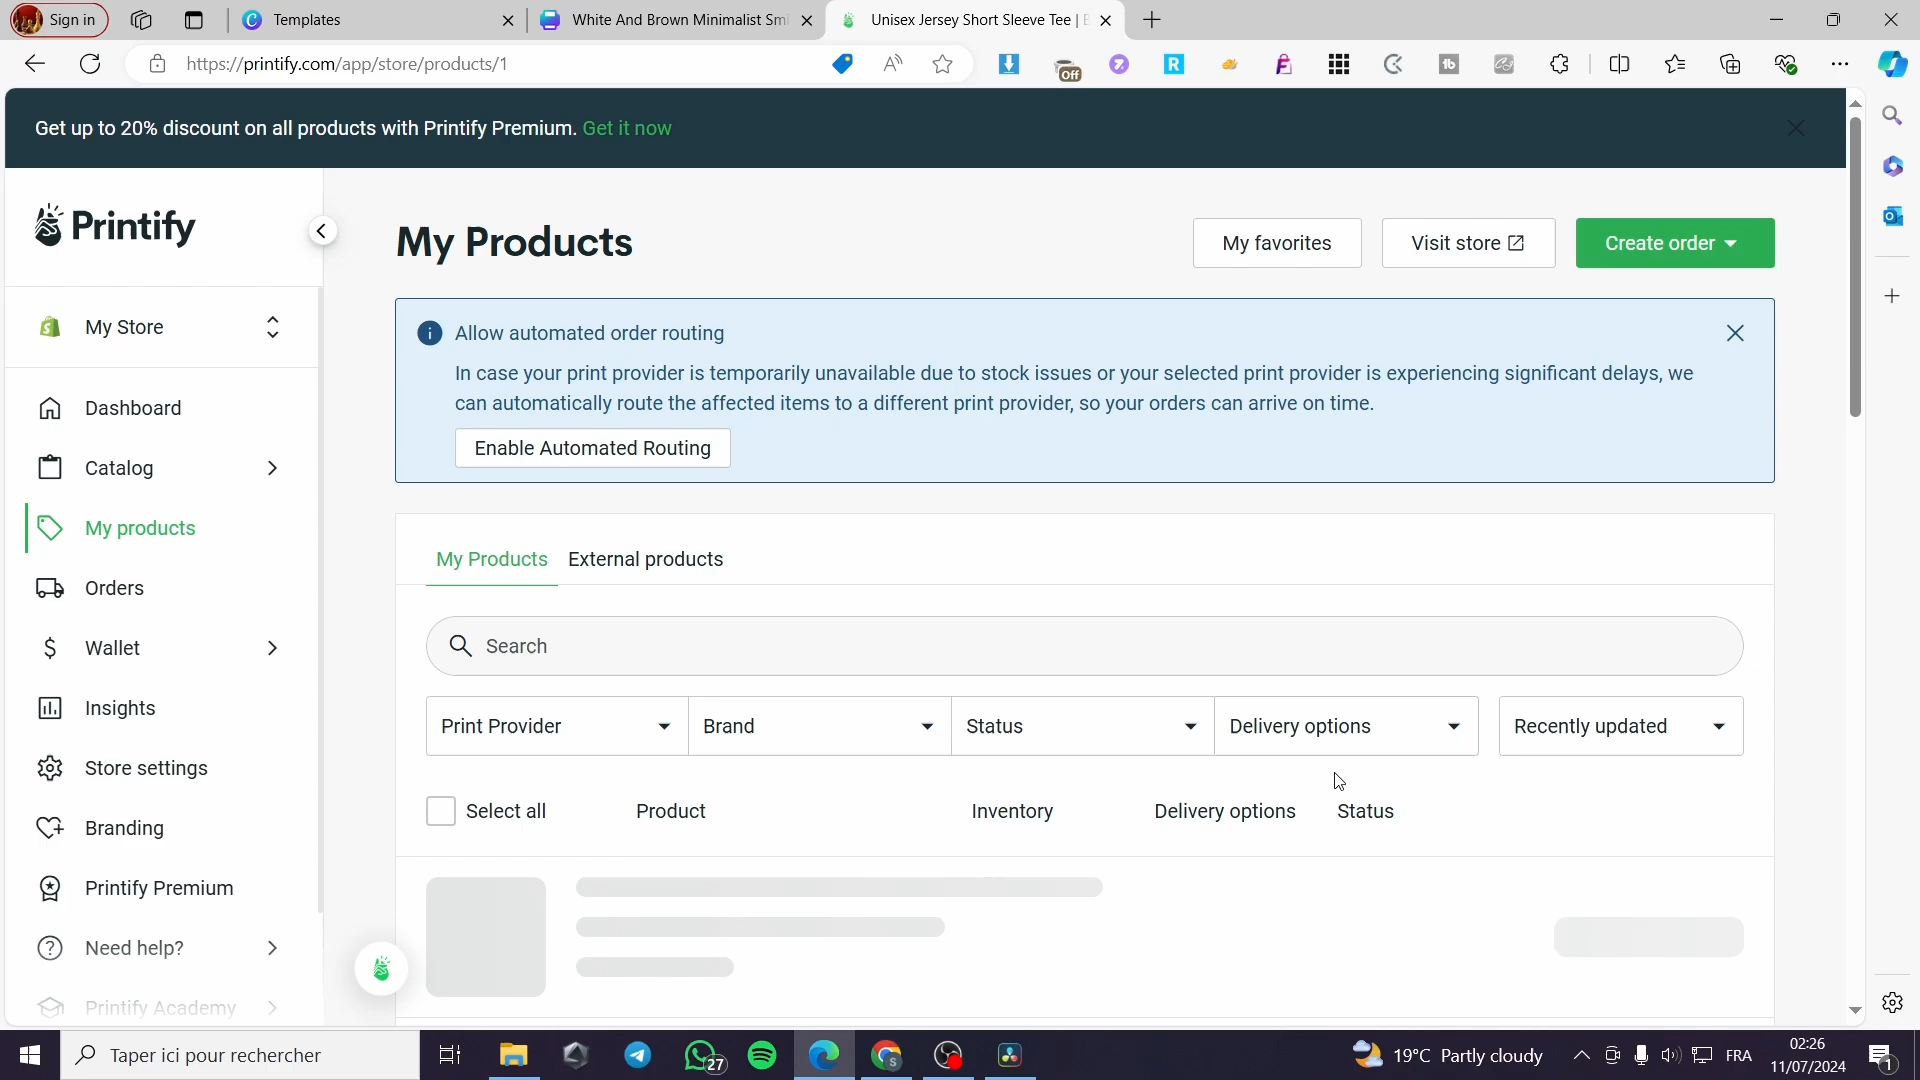 Sign in
Templates
White And Brown Minimalist Smi
Unisex Jersey Short Sleeve Tee |
https://printify.com/app/store/products/1
Off
Get up to 20% discount on all products with Printify Premium. Get it now
Printify
My Store
Dashboard
Catalog
My products
Orders
Wallet
Insights
Store settings
Branding
Printify Premium
Need help?
Printify Academy
My Products
My favorites
Visit store
Create order
Allow automated order routing
In case your print provider is temporarily unavailable due to stock issues or your selected print provider is experiencing significant delays, we
can automatically route the affected items to a different print provider, so your orders can arrive on time.
Enable Automated Routing
My Products
External products
Search
Print Provider
Brand
Status
Delivery options
Recently updated
Select all
Product
Inventory
Delivery options
Status
Taper ici pour rechercher
27
19°C Partly cloudy
FRA
02:26
11/07/2024
1